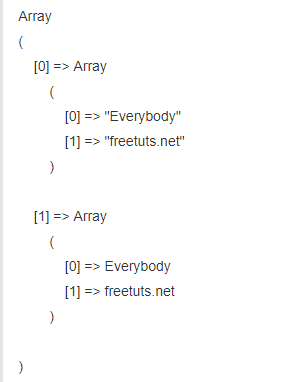 Array
(
[0] => Array
(
[0] => "Everybody"
[1] => "freetuts.net"
)
[1] => Array
(
[0] => Everybody
[1] => freetuts.net
)
)